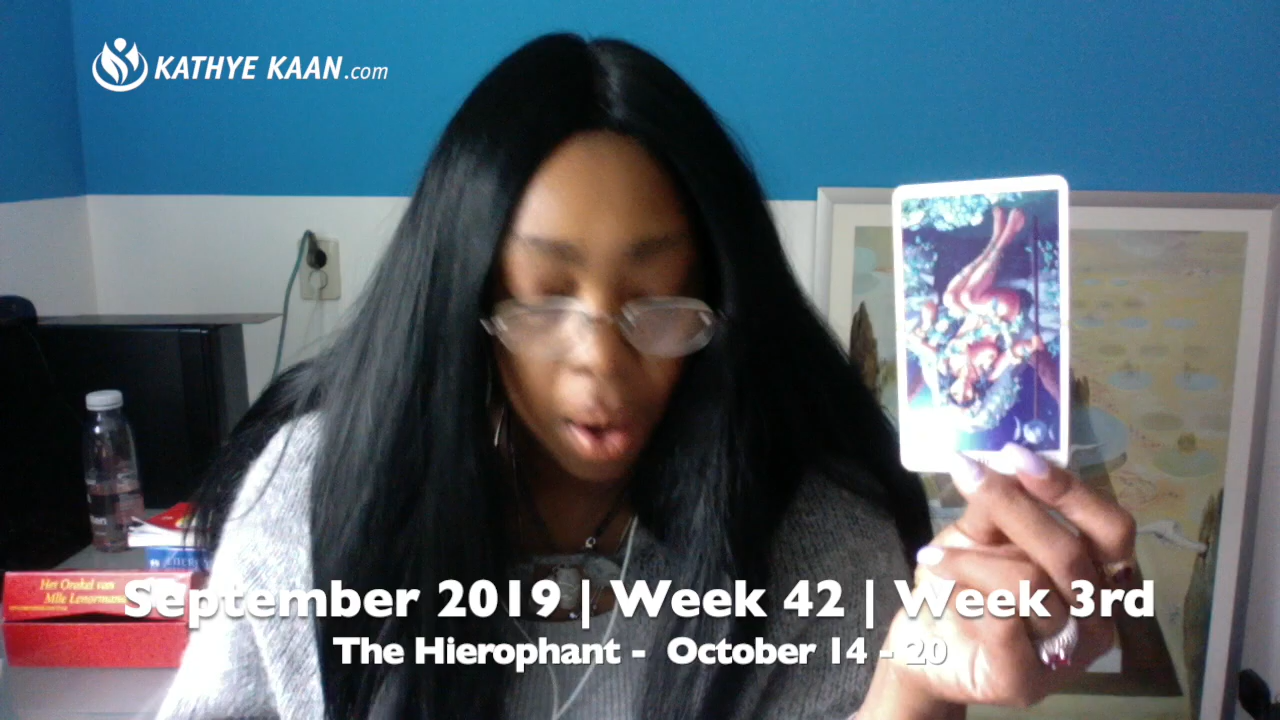 KATHYE KAAN.com
Het Orakel van
Mlle Lenormand
September 2019 | Week 42 | Week 3rd
The Hierophant - October 14 - 20